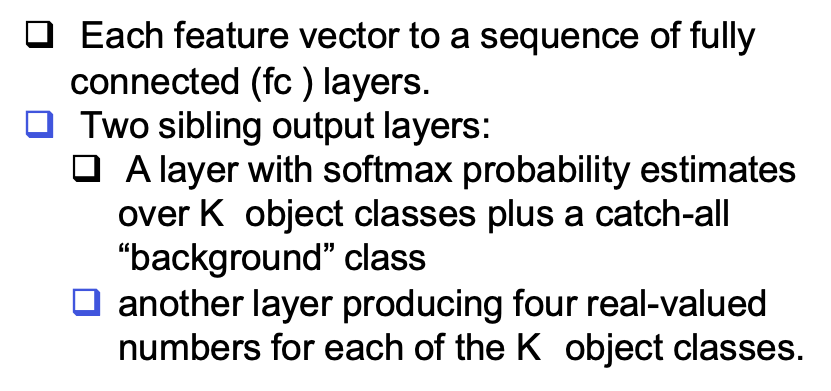 ❑ Each feature vector to a sequence of fully
connected (fc ) layers.
❑ Two sibling output layers:
❑ A layer with softmax probability estimates
over K object classes plus a catch-all
“background” class
❑ another layer producing four real-valued
numbers for each of the K object classes.